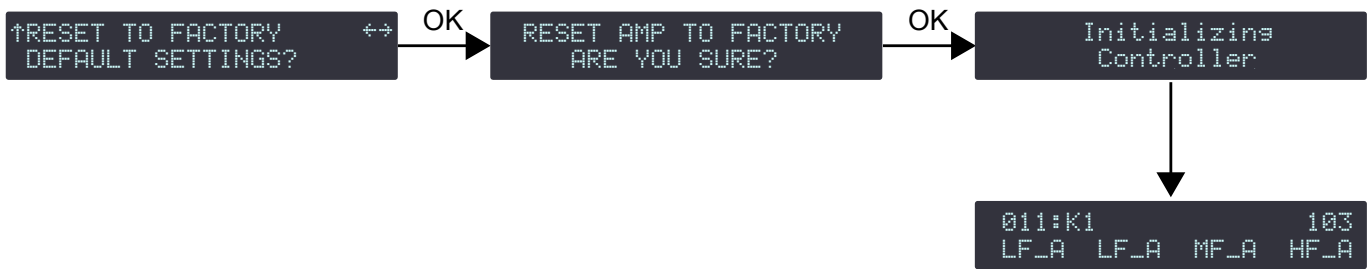 ↑RESET TO FACTORY ←→
DEFAULT SETTINGS?
OK
RESET AMP TO FACTORY
ARE YOU SURE?
OK
Initializing
Controller
011:K1 103
LF_A LF_A MF_A HF_A